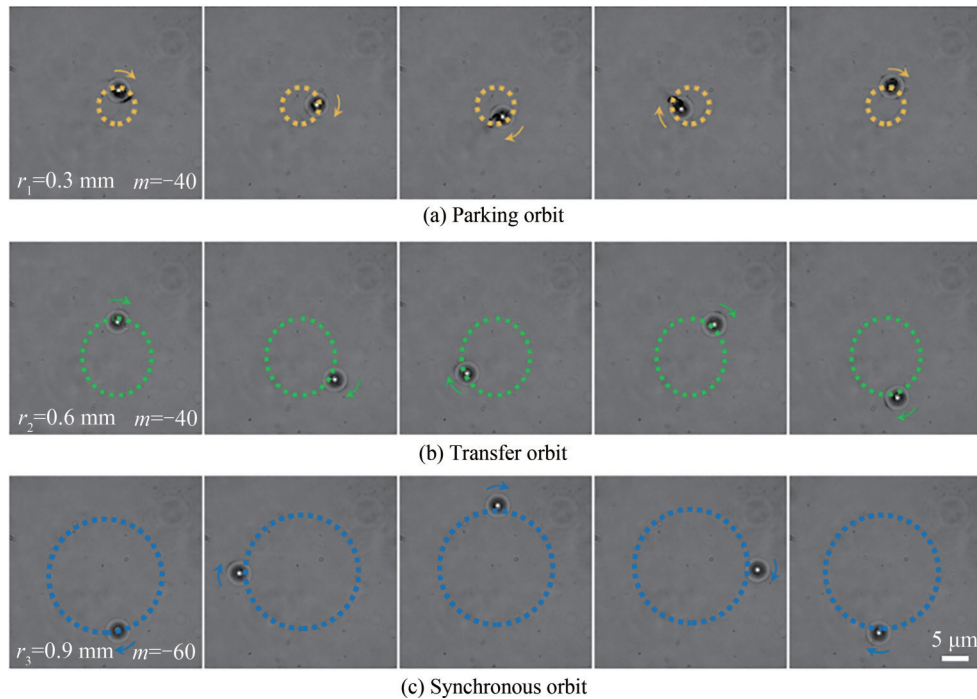 r₁=0.3 mm m=−40
(a) Parking orbit
r₂=0.6 mm m=−40
(b) Transfer orbit
r₃=0.9 mm m=−60
5 μm
(c) Synchronous orbit